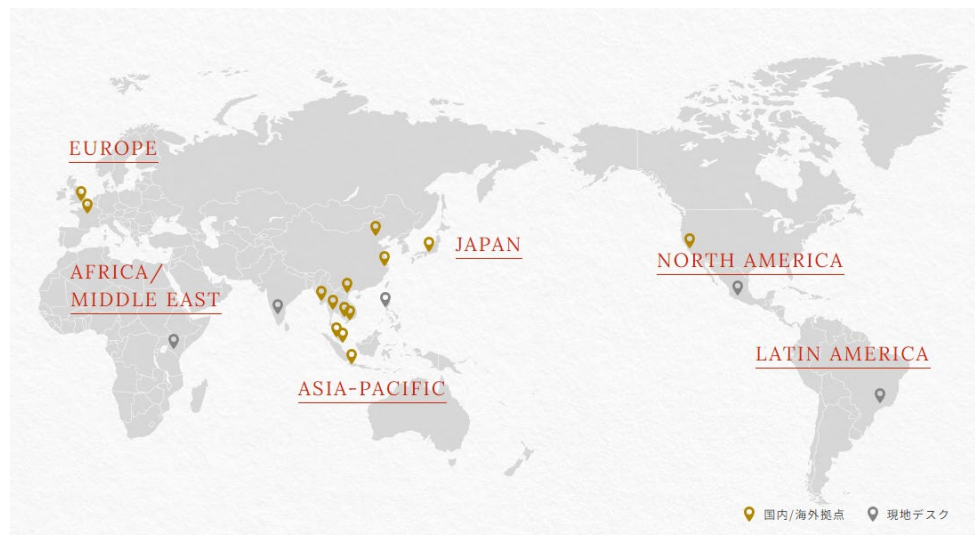 EUROPE
AFRICA/
MIDDLE EAST
JAPAN
ASIA-PACIFIC
NORTH AMERICA
LATIN AMERICA
国内/海外拠点
現地デスク